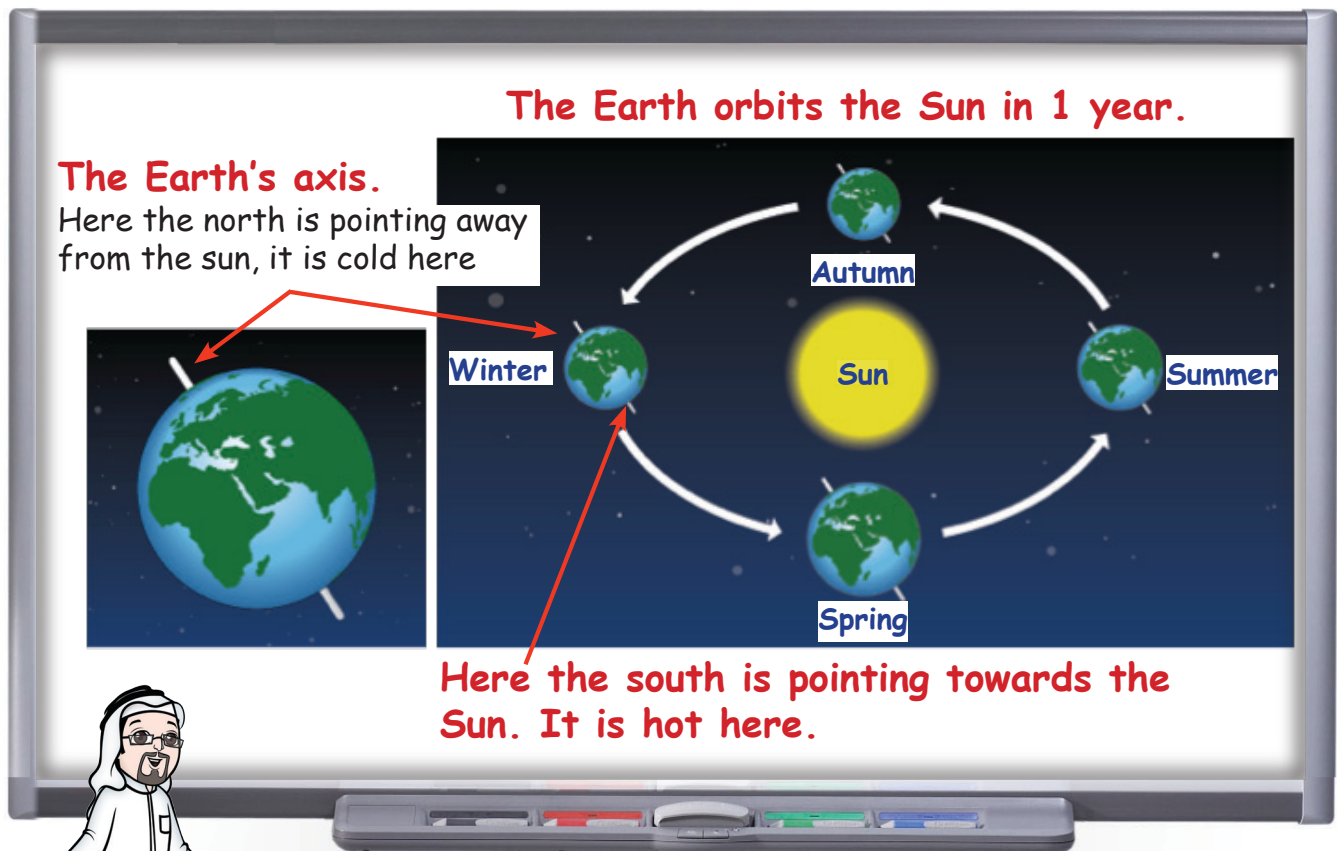 The Earth orbits the Sun in 1 year.
The Earth's axis.
Here the north is pointing away
from the sun, it is cold here
Autumn
Winter
Sun
Summer
Spring
Here the south is pointing towards the
Sun. It is hot here.